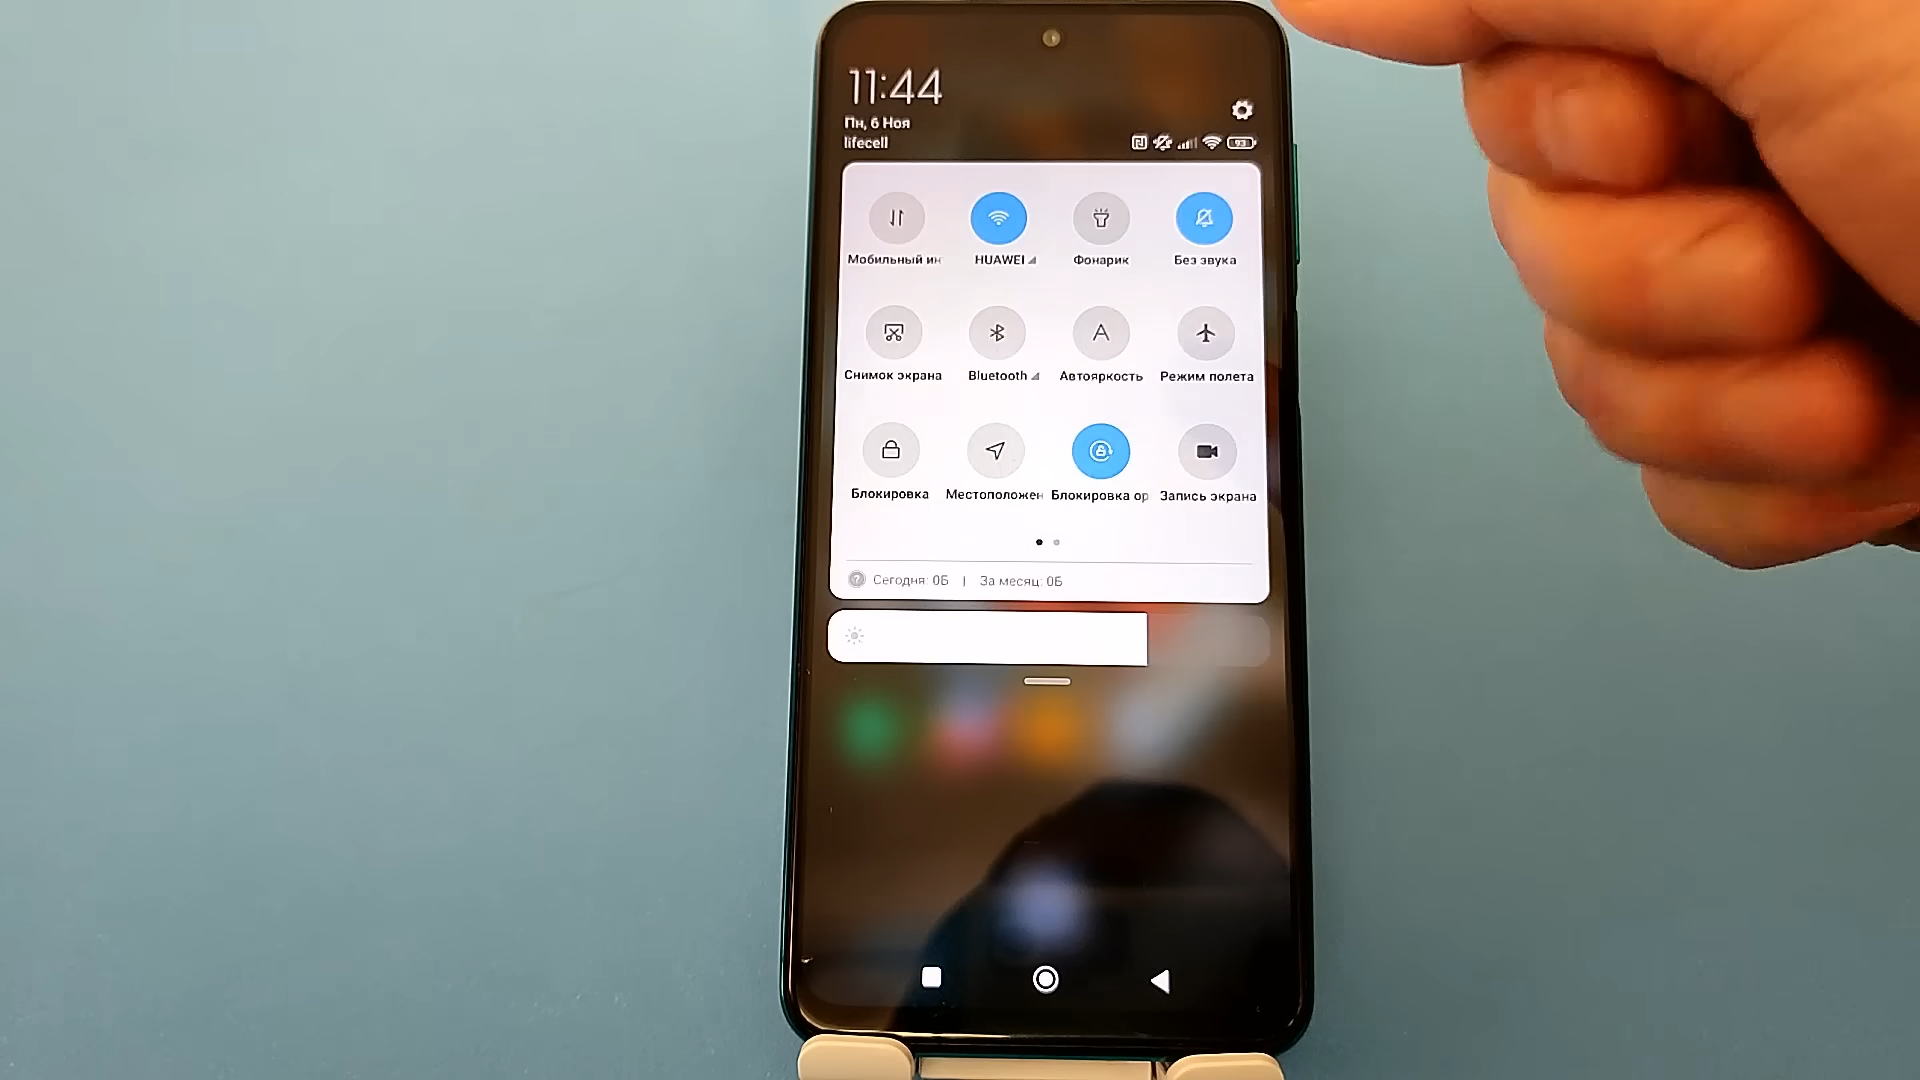 11:44
Пн, 6 Ноя
lifecell
93
Мобильный ин
HUAWEI
Фонарик
Без звука
Снимок экрана
Bluetooth
Автояркость
Режим полета
Блокировка
Местоположен
Блокировка ор
Запись экрана
Сегодня: 0Б | За месяц: 0Б